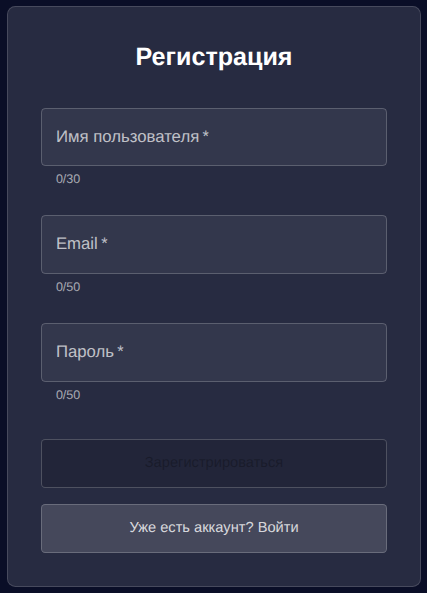 Регистрация
Имя пользователя *
0/30
Email *
0/50
Пароль *
0/50
Зарегистрироваться
Уже есть аккаунт? Войти